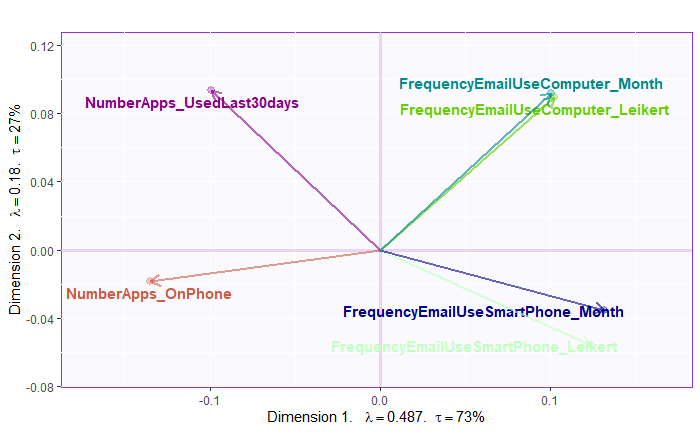 0.12
0.08
0.04
0.00
-0.04
-0.08
Dimension 2. λ = 0.18. τ = 27%
FrequencyEmailUseComputer_Month
NumberApps_UsedLast30days
FrequencyEmailUseComputer_Leikert
NumberApps_OnPhone
FrequencyEmailUseSmartPhone_Month
FrequencyEmailUseSmartPhone_Leikert
-0.1
0.0
0.1
Dimension 1. λ = 0.487. τ = 73%